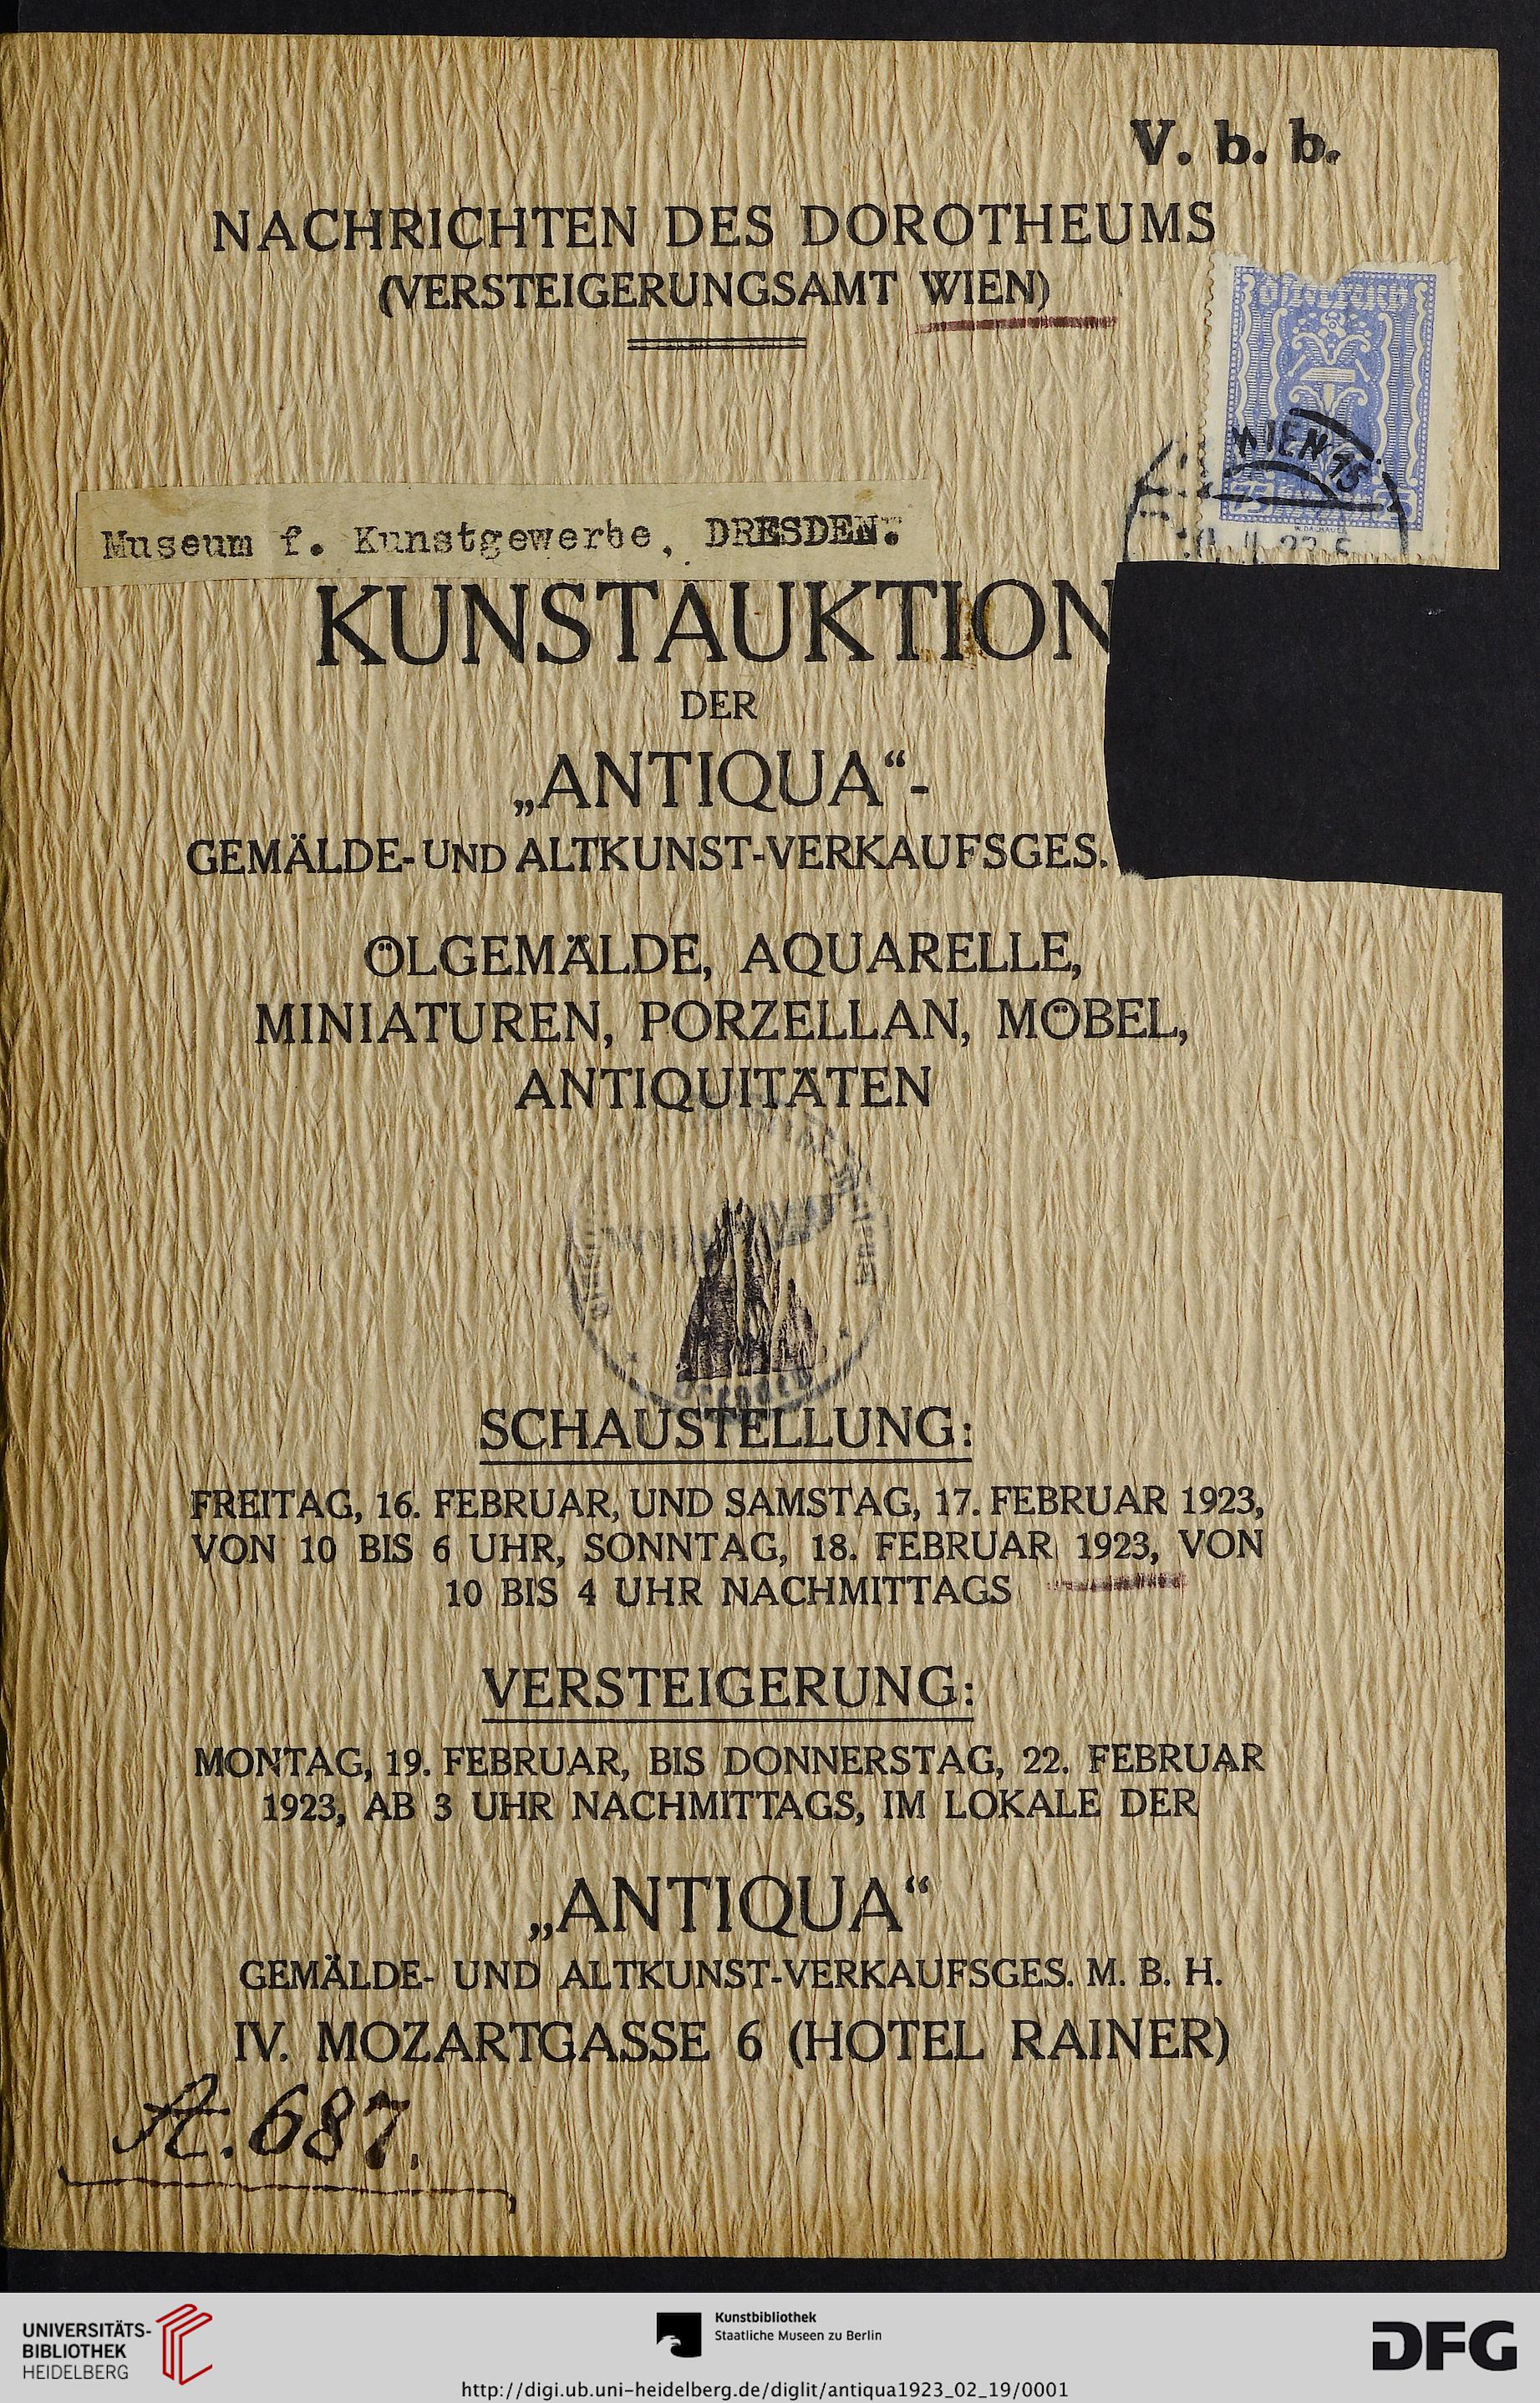 V. b. b.
NACHRICHTEN DES DOROTHEUMS
(VERSTEIGERUNGSAMT WIEN)
Österreich
WIEN 15
75 75
Museum f. Kunstgewerbe, DRESDEN.
KUNSTAUKTION
DER
„ANTIQUA“-
GEMÄLDE- UND ALTKUNST-VERKAUFSGES.
ÖLGEMÄLDE, AQUARELLE,
MINIATUREN, PORZELLAN, MÖBEL,
ANTIQUITÄTEN
Dresden
SCHAUSTELLUNG:
FREITAG, 16. FEBRUAR, UND SAMSTAG, 17. FEBRUAR 1923,
VON 10 BIS 6 UHR, SONNTAG, 18. FEBRUAR 1923, VON
10 BIS 4 UHR NACHMITTAGS
VERSTEIGERUNG:
MONTAG, 19. FEBRUAR, BIS DONNERSTAG, 22. FEBRUAR
1923, AB 3 UHR NACHMITTAGS, IM LOKALE DER
„ANTIQUA“
GEMÄLDE- UND ALTKUNST-VERKAUFSGES. M. B. H.
IV. MOZARTGASSE 6 (HOTEL RAINER)
A. 687.
UNIVERSITÄTS-
BIBLIOTHEK
HEIDELBERG
Kunstbibliothek
Staatliche Museen zu Berlin
DFG
http://digi.ub.uni-heidelberg.de/diglit/antiqua1923_02_19/0001